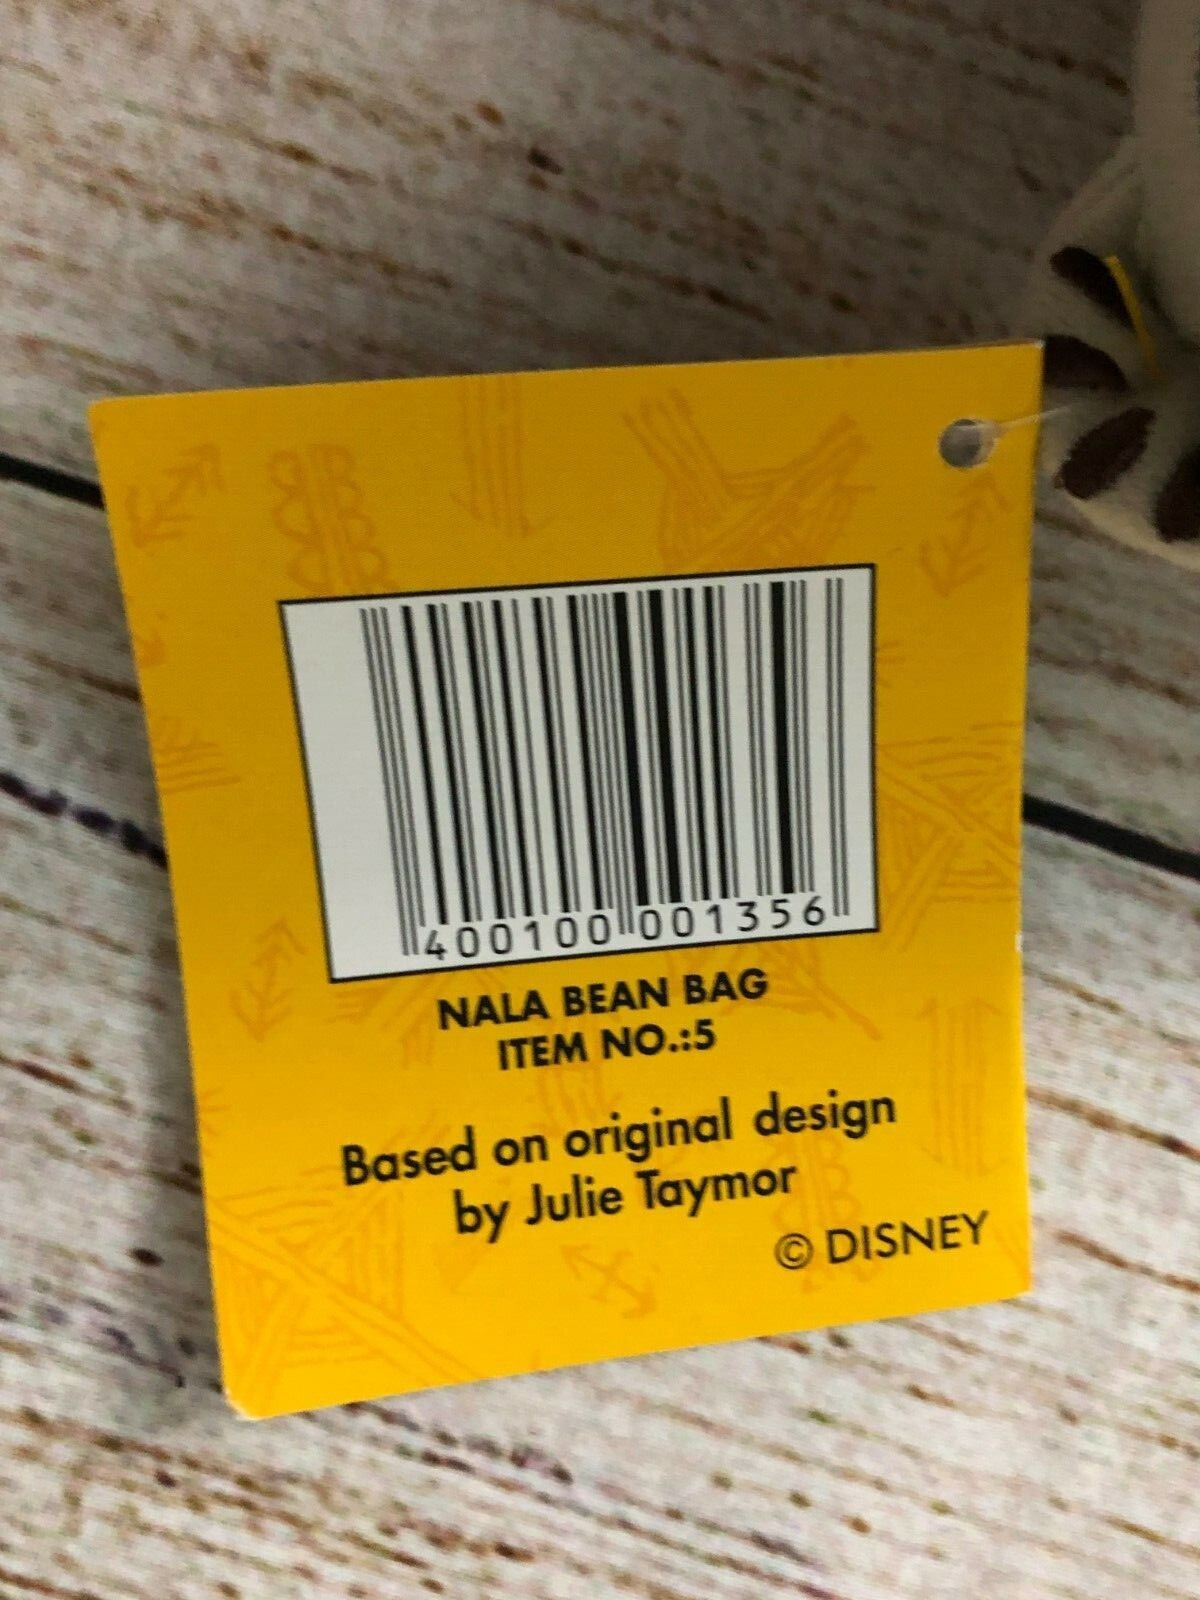 400100 001356
NALA BEAN BAG
ITEM NO.:5
Based on original design
by Julie Taymor
© DISNEY